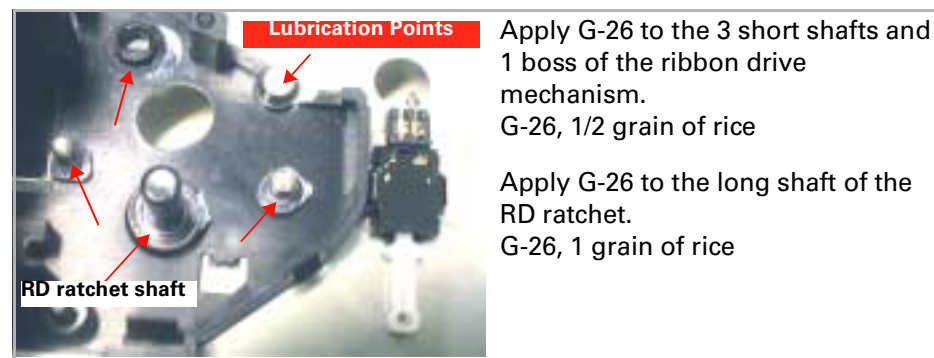 Lubrication Points
RD ratchet shaft
Apply G-26 to the 3 short shafts and
1 boss of the ribbon drive
mechanism.
G-26, 1/2 grain of rice
Apply G-26 to the long shaft of the
RD ratchet.
G-26, 1 grain of rice